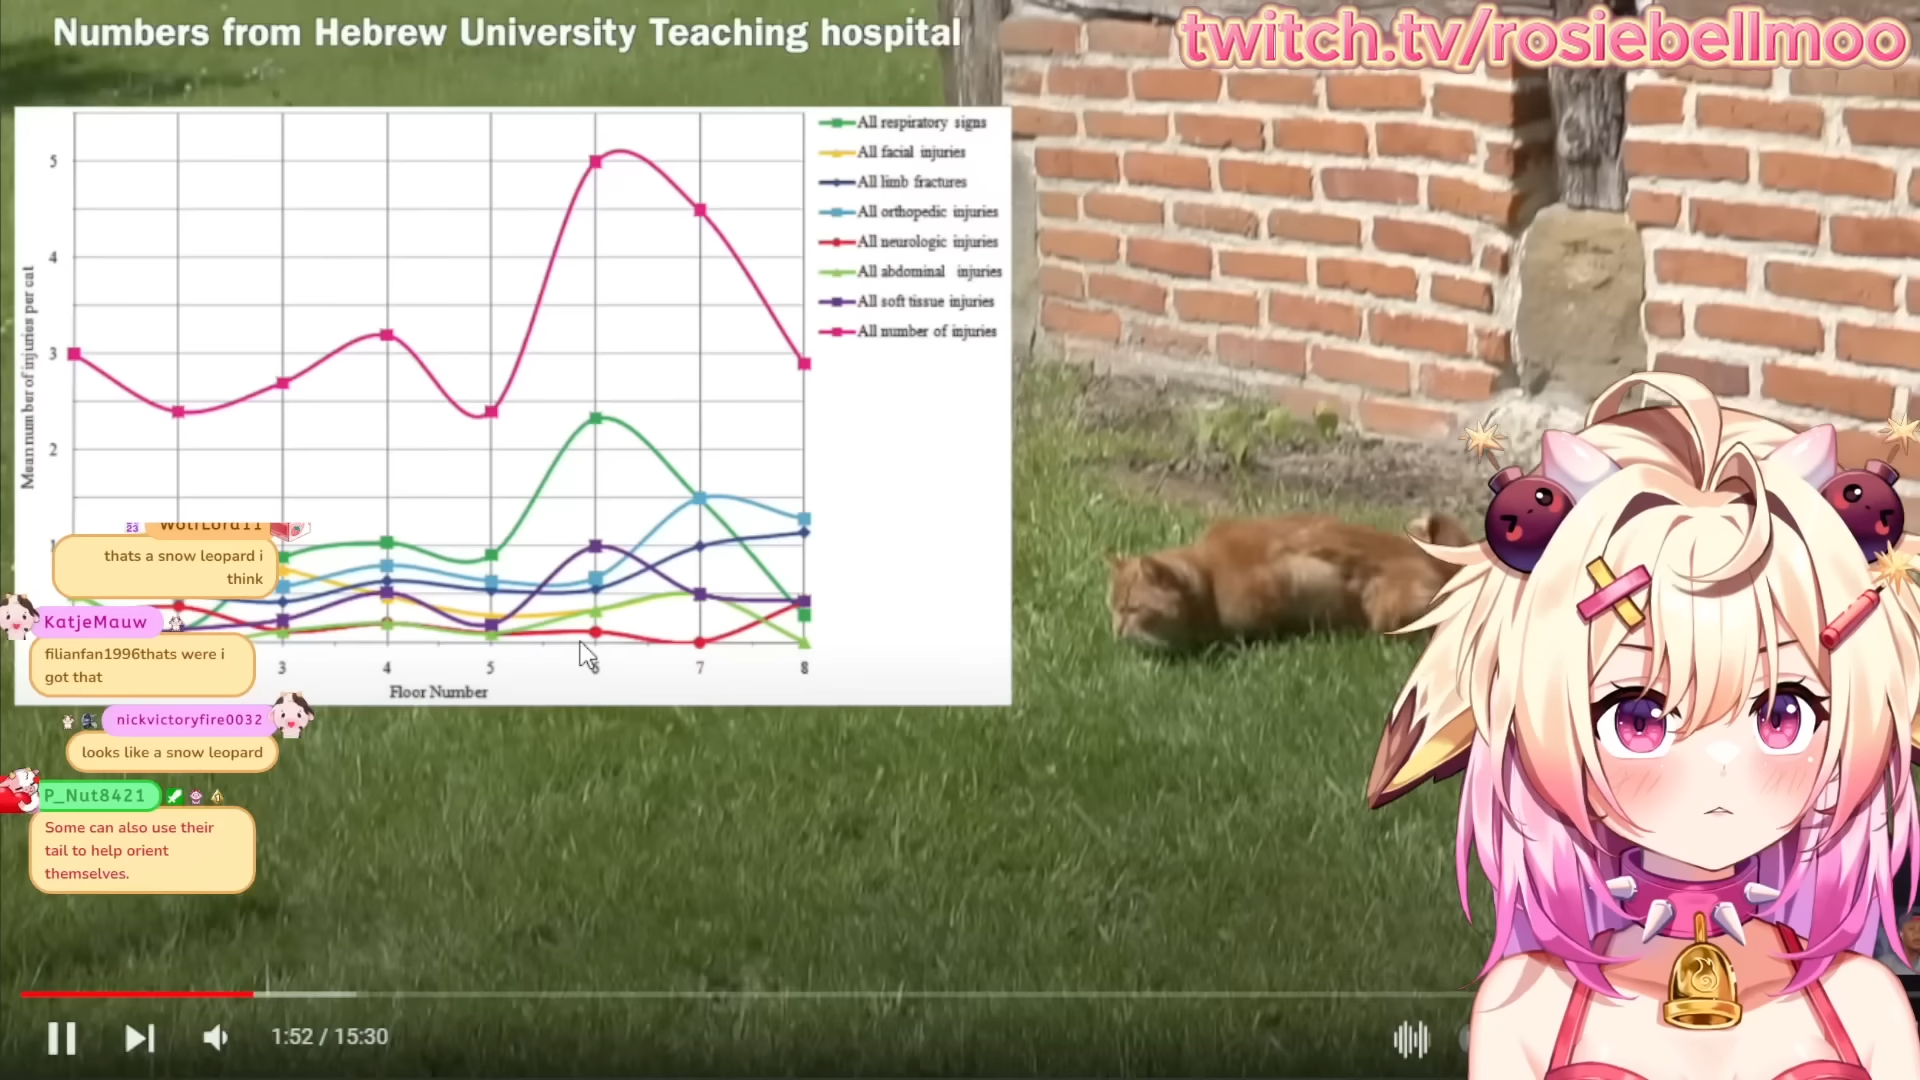 Numbers from Hebrew University Teaching hospital
twitch.tv/rosiebellmoo
All respiratory signs
All facial injuries
All limb fractures
All orthopedic injuries
All neurologic injuries
All abdominal injuries
All soft tissue injuries
All number of injuries
Mean number of injuries per cat
5
4
3
2
1
3
4
5
6
7
8
Floor Number
23
WolfLord11
thats a snow leopard i
think
KatjeMauw
filianfan1996thats were i
got that
nickvictoryfire0032
looks like a snow leopard
P_Nut8421
Some can also use their
tail to help orient
themselves.
1:52 / 15:30